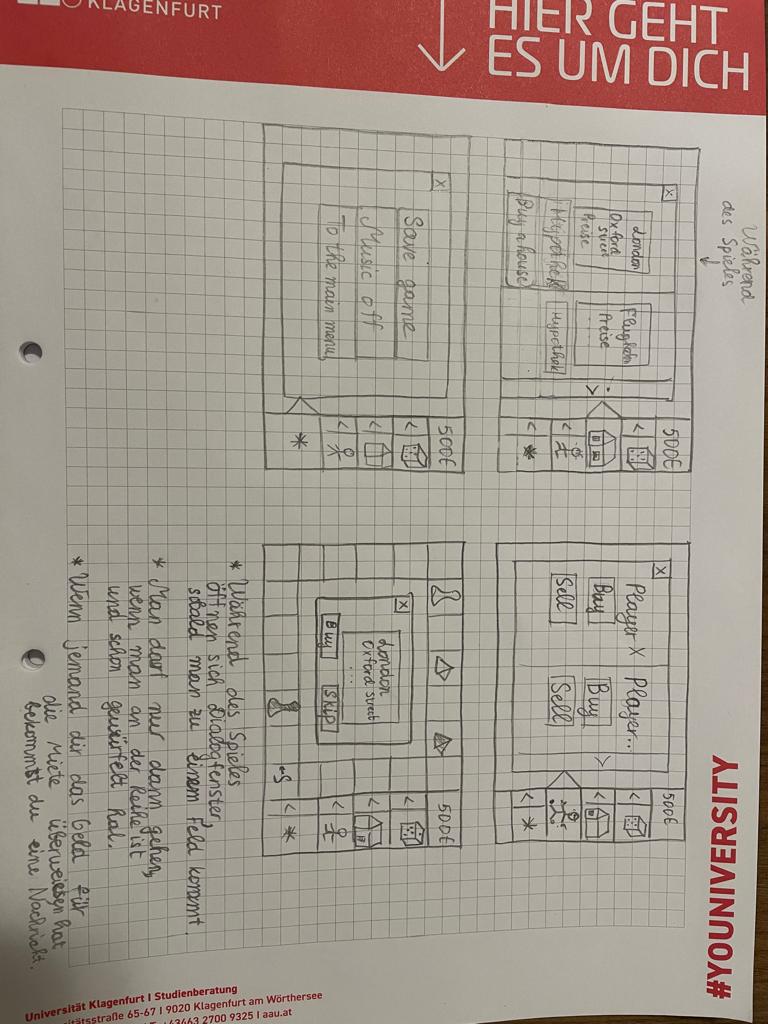 KLAGENFURT
HIER GEHT
ES UM DICH
#YOUNIVERSITY
Während
des Spieles
500€
London
Oxford
street
Preise
Hypothek
Buy a house
Flughafen
Preise
Hypothek
500€
Player X
Buy
Sell
Player...
Buy
Sell
X
500€
Save game
Music off
To the main menu
X
500€
London
Oxford street
...
Buy
Skip
X
* Während des Spieles
öffnen sich Dialogfenster,
sobald man zu einem Feld kommt.
* Man darf nur dann gehen,
wenn man an der Reihe ist
und schon gewürfelt hat.
* Wenn jemand dir das Geld für
die Miete überwiesen hat
bekommst du eine Nachricht.
Universität Klagenfurt I Studienberatung
itätsstraße 65-67 I 9020 Klagenfurt am Wörthersee
2700 9325 I aau.at